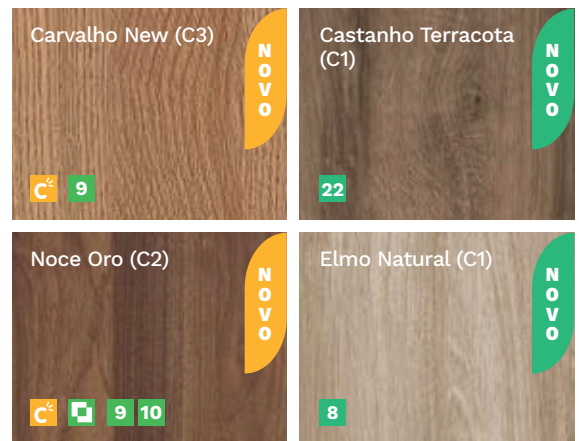 Carvalho New (C3)
NOVO
C 9
Castanho Terracota
(C1)
NOVO
22
Noce Oro (C2)
NOVO
C 9 10
Elmo Natural (C1)
NOVO
8